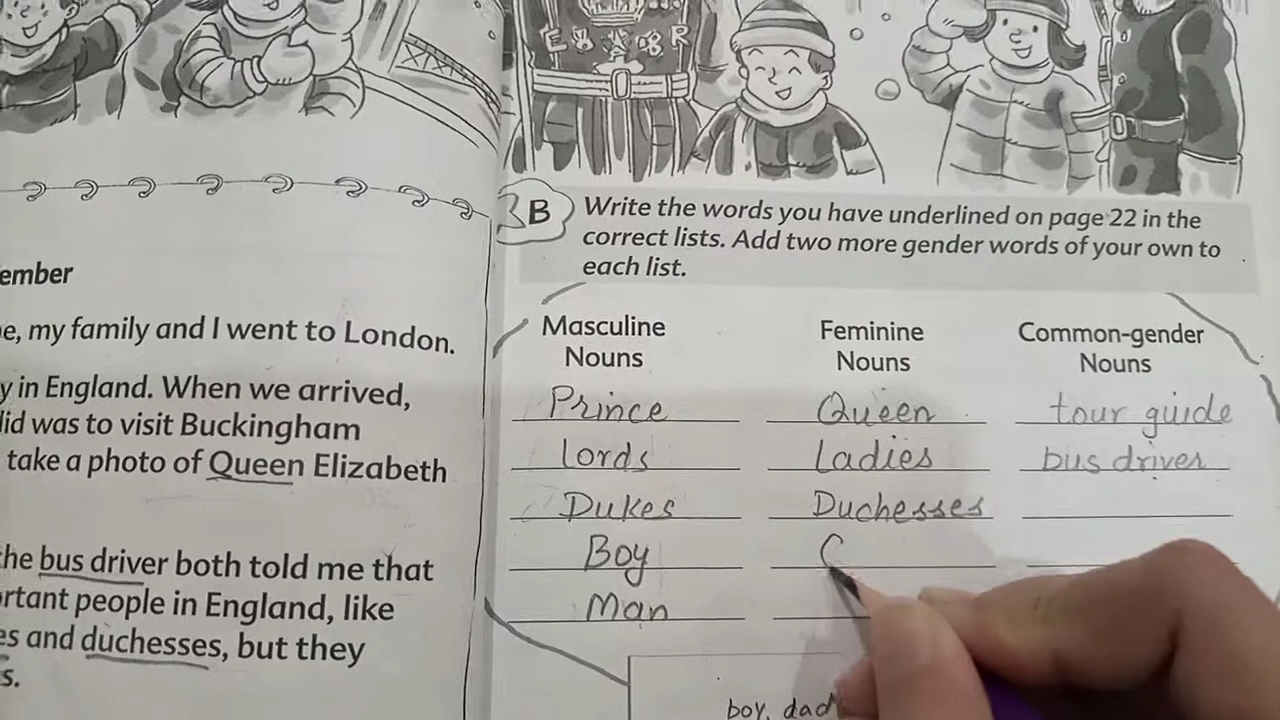 E R
ember
e, my family and I went to London.
y in England. When we arrived,
lid was to visit Buckingham
take a photo of Queen Elizabeth
he bus driver both told me that
rtant people in England, like
es and duchesses, but they
s.
3B Write the words you have underlined on page 22 in the
correct lists. Add two more gender words of your own to
each list.
Masculine Nouns
Feminine Nouns
Common-gender Nouns
Prince Queen tour guide
lords Ladies bus driver
Dukes Duchesses
Boy G
Man
boy, dad